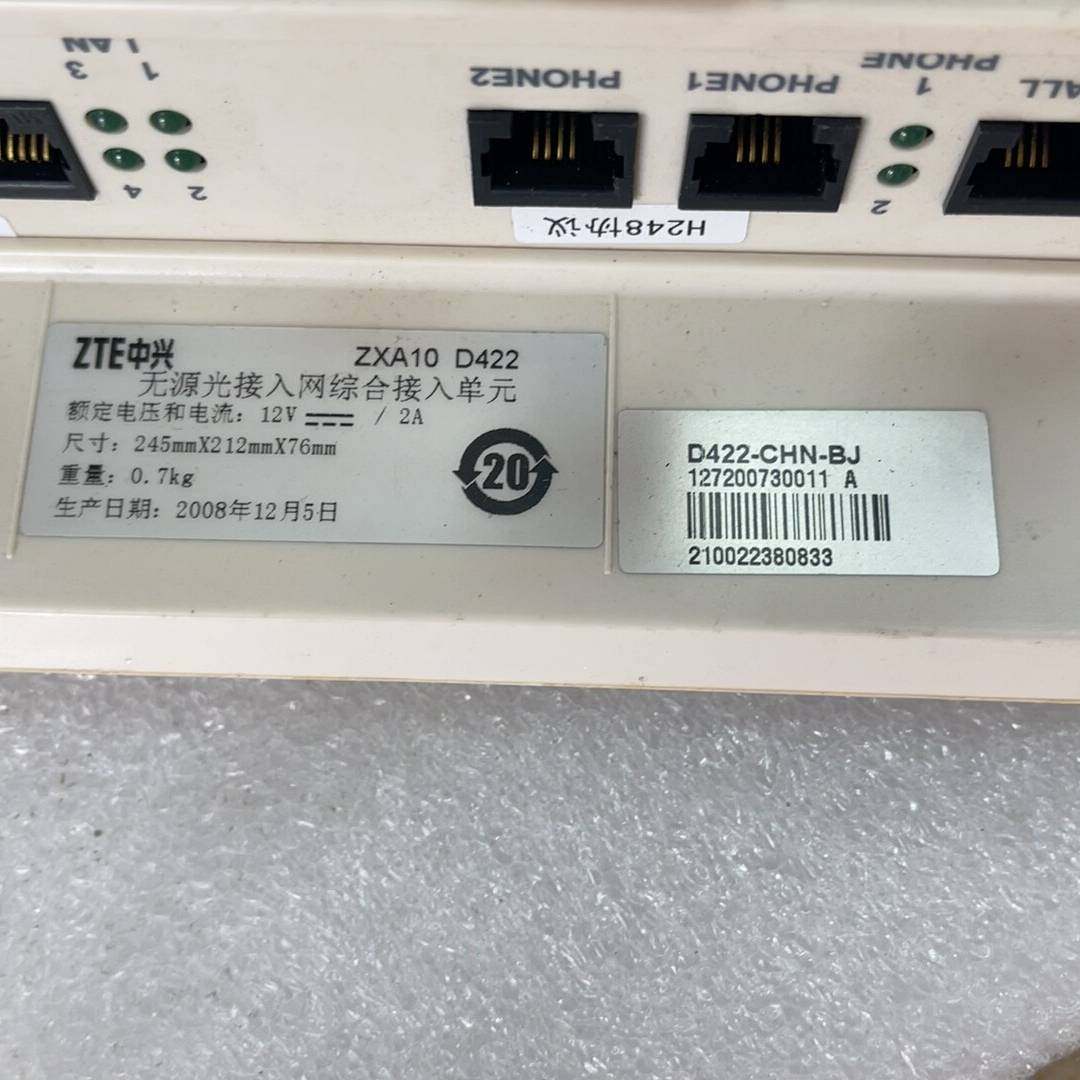 LAN
3 1
4 2
PHONE2
PHONE1
PHONE
1
2
H248协议
ZTE中兴 ZXA10 D422
无源光接入网综合接入单元
额定电压和电流: 12V / 2A
尺寸: 245mmX212mmX76mm
重量: 0.7kg
生产日期: 2008年12月5日
20
D422-CHN-BJ
127200730011 A
210022380833